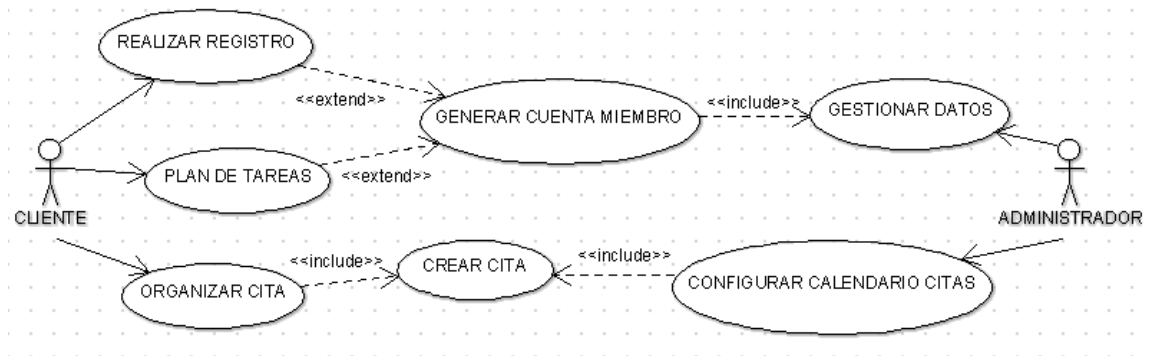 REALIZAR REGISTRO
<<extend>>
GENERAR CUENTA MIEMBRO
<<include>>
GESTIONAR DATOS
PLAN DE TAREAS
<<extend>>
CLIENTE
ADMINISTRADOR
<<include>>
CREAR CITA
<<include>>
ORGANIZAR CITA
CONFIGURAR CALENDARIO CITAS